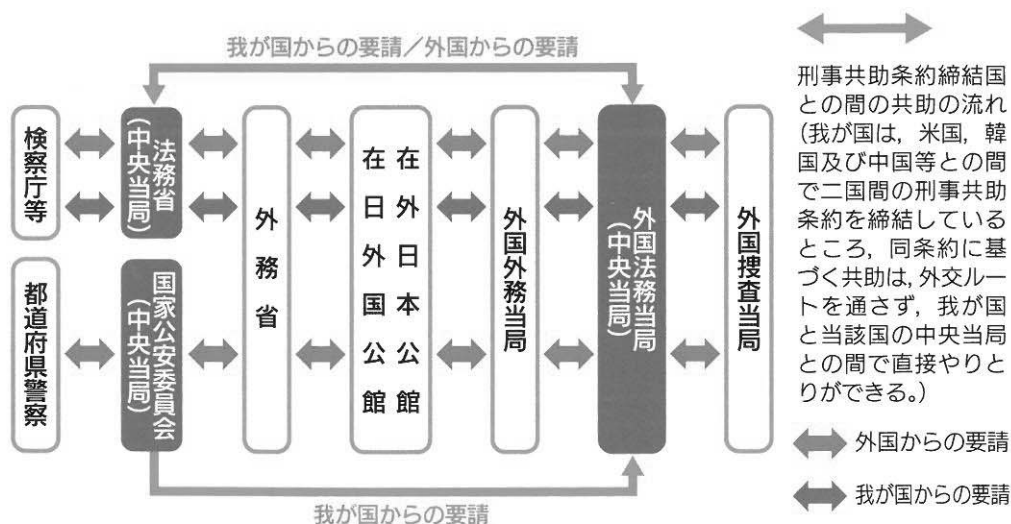 我が国からの要請／外国からの要請
検察庁等
法務省
（中央当局）
都道府県警察
国家公安委員会
（中央当局）
外務省
在外日本公館
在日外国公館
外国外務当局
外国法務当局
（中央当局）
外国捜査当局
我が国からの要請
刑事共助条約締結国
との間の共助の流れ
（我が国は，米国，韓
国及び中国等との間
で二国間の刑事共助
条約を締結している
ところ，同条約に基
づく共助は，外交ルー
トを通さず，我が国
と当該国の中央当局
との間で直接やりと
りができる。）
外国からの要請
我が国からの要請